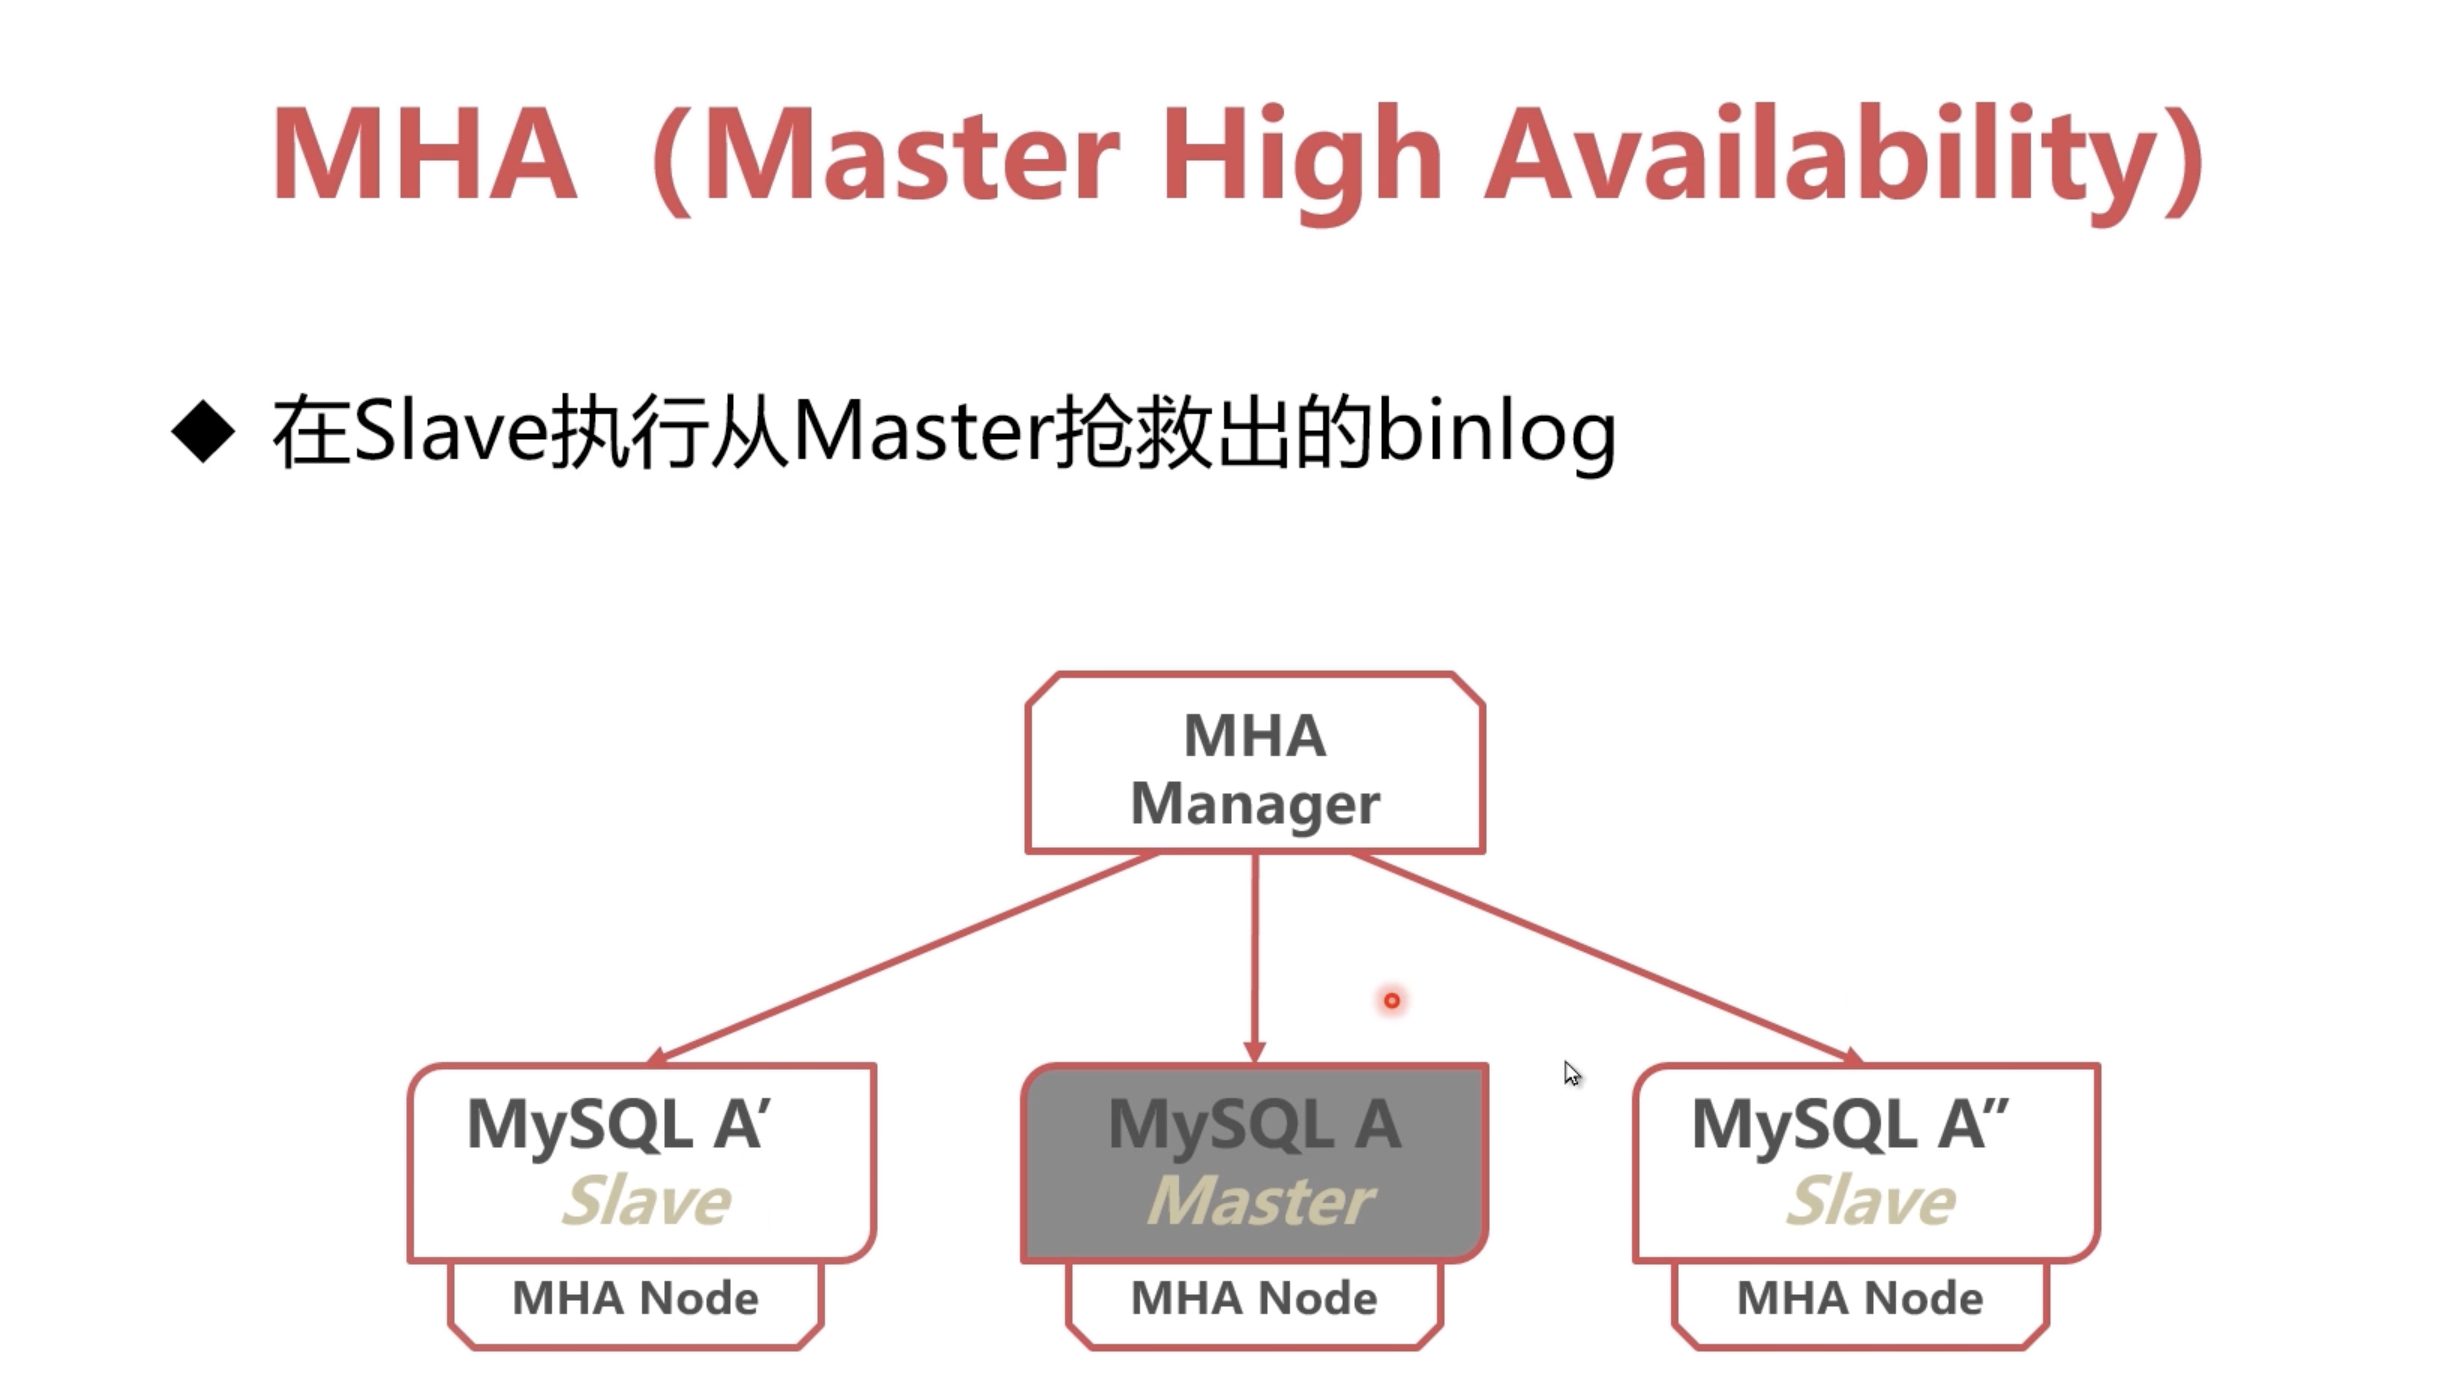 MHA（Master High Availability)
◆ 在Slave执行从Master抢救出的binlog
MHA
Manager
MySQL A’
Slave
MHA Node
MySQL A
Master
MHA Node
MySQL A”
Slave
MHA Node